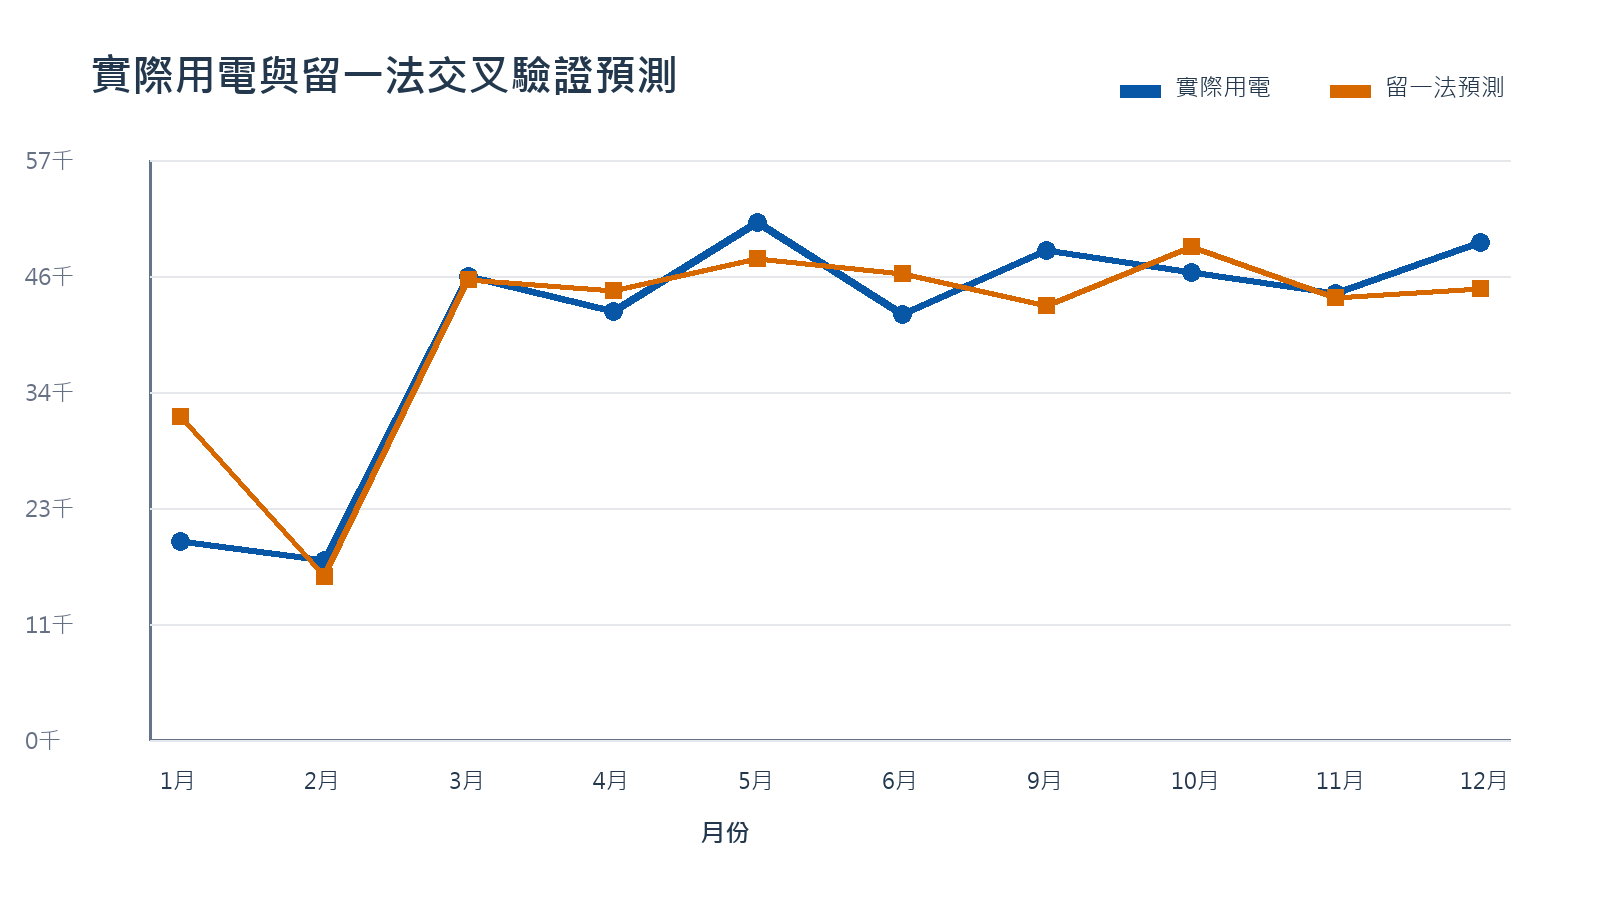 實際用電與留一法交叉驗證預測
實際用電
留一法預測
57千
46千
34千
23千
11千
0千
1月
2月
3月
4月
5月
6月
9月
10月
11月
12月
月份